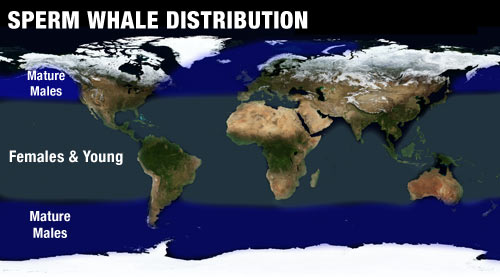 SPERM WHALE DISTRIBUTION
Mature
Males
Females & Young
Mature
Males